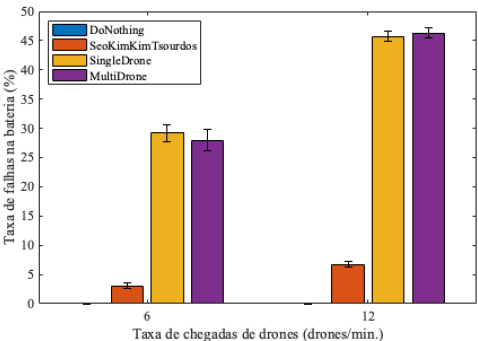 50
45
40
35
30
25
20
15
10
5
0
Taxa de falhas na bateria (%)
DoNothing
SeoKimKimTsourdos
SingleDrone
MultiDrone
6
12
Taxa de chegadas de drones (drones/min.)